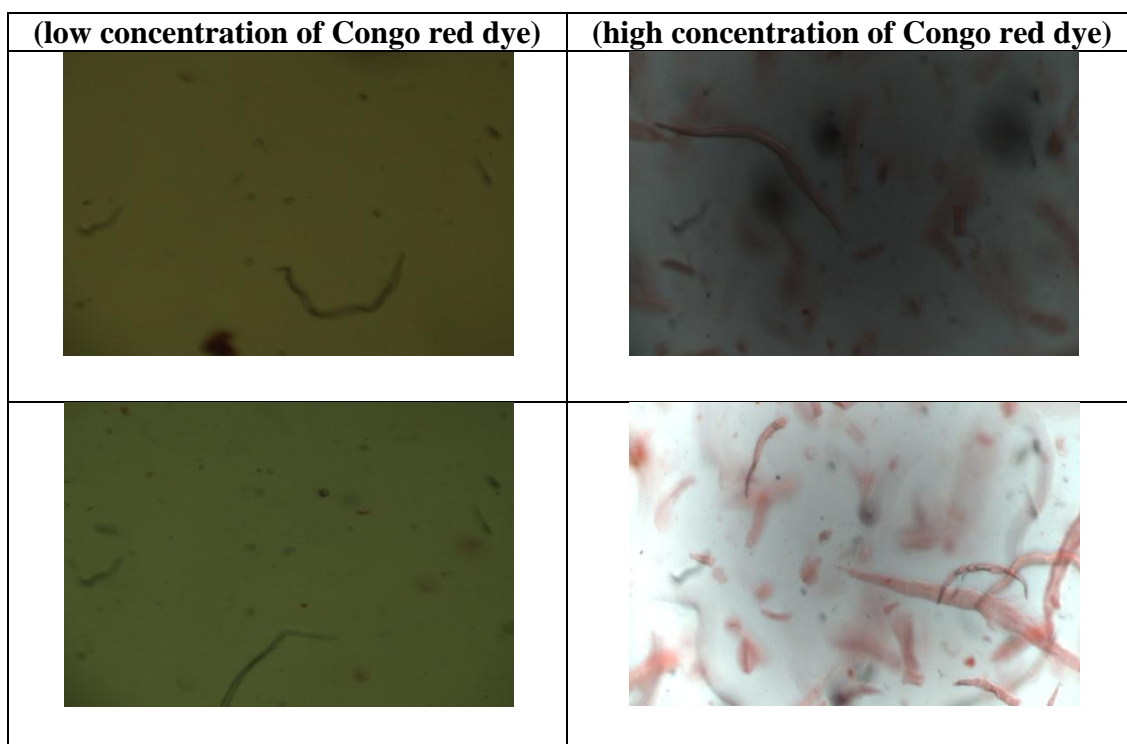 (low concentration of Congo red dye)
(high concentration of Congo red dye)